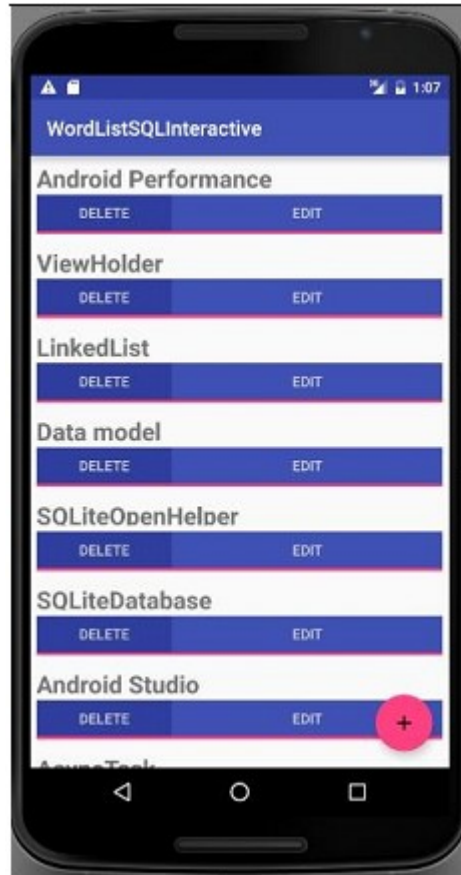 1:07
WordListSQLInteractive
Android Performance
DELETE EDIT
ViewHolder
DELETE EDIT
LinkedList
DELETE EDIT
Data model
DELETE EDIT
SQLiteOpenHelper
DELETE EDIT
SQLiteDatabase
DELETE EDIT
Android Studio
DELETE EDIT
+
AsyncTask